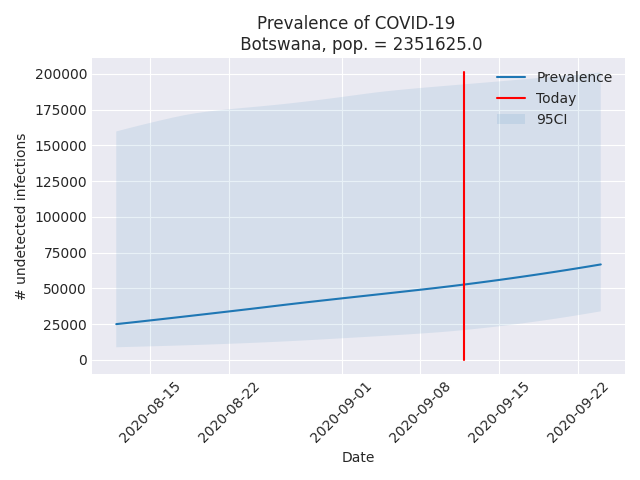 Prevalence of COVID-19
Botswana, pop. = 2351625.0
200000
175000
150000
125000
100000
75000
50000
25000
0
# undetected infections
Prevalence
Today
95CI
2020-08-15
2020-08-22
2020-09-01
2020-09-08
2020-09-15
2020-09-22
Date